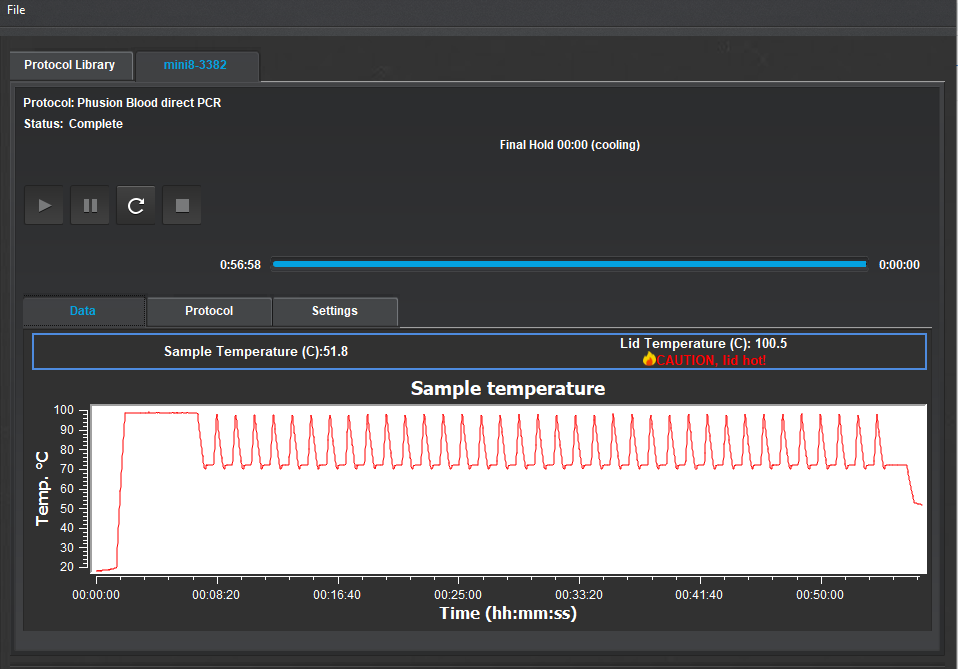 File
Protocol Library
mini8-3382
Protocol: Phusion Blood direct PCR
Status: Complete
Final Hold 00:00 (cooling)
0:56:58
0:00:00
Data
Protocol
Settings
Sample Temperature (C):51.8
Lid Temperature (C): 100.5
CAUTION, lid hot!
Sample temperature
Temp. °C
100
90
80
70
60
50
40
30
20
00:00:00
00:08:20
00:16:40
00:25:00
00:33:20
00:41:40
00:50:00
Time (hh:mm:ss)